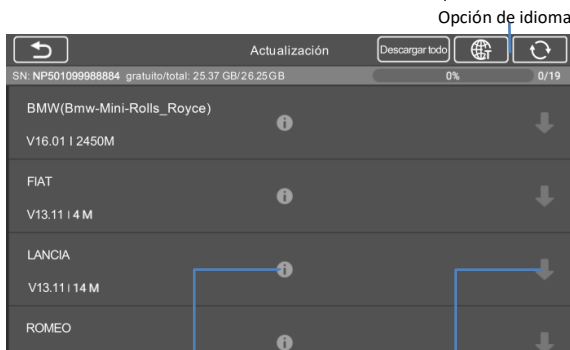 Opción de idioma
Actualización
Descargar todo
SN: NP501099988884 gratuito/total: 25.37 GB/26.25GB
0%
0/19
BMW(Bmw-Mini-Rolls_Royce)
V16.01 I 2450M
FIAT
V13.11 I 4 M
LANCIA
V13.11 I 14 M
ROMEO